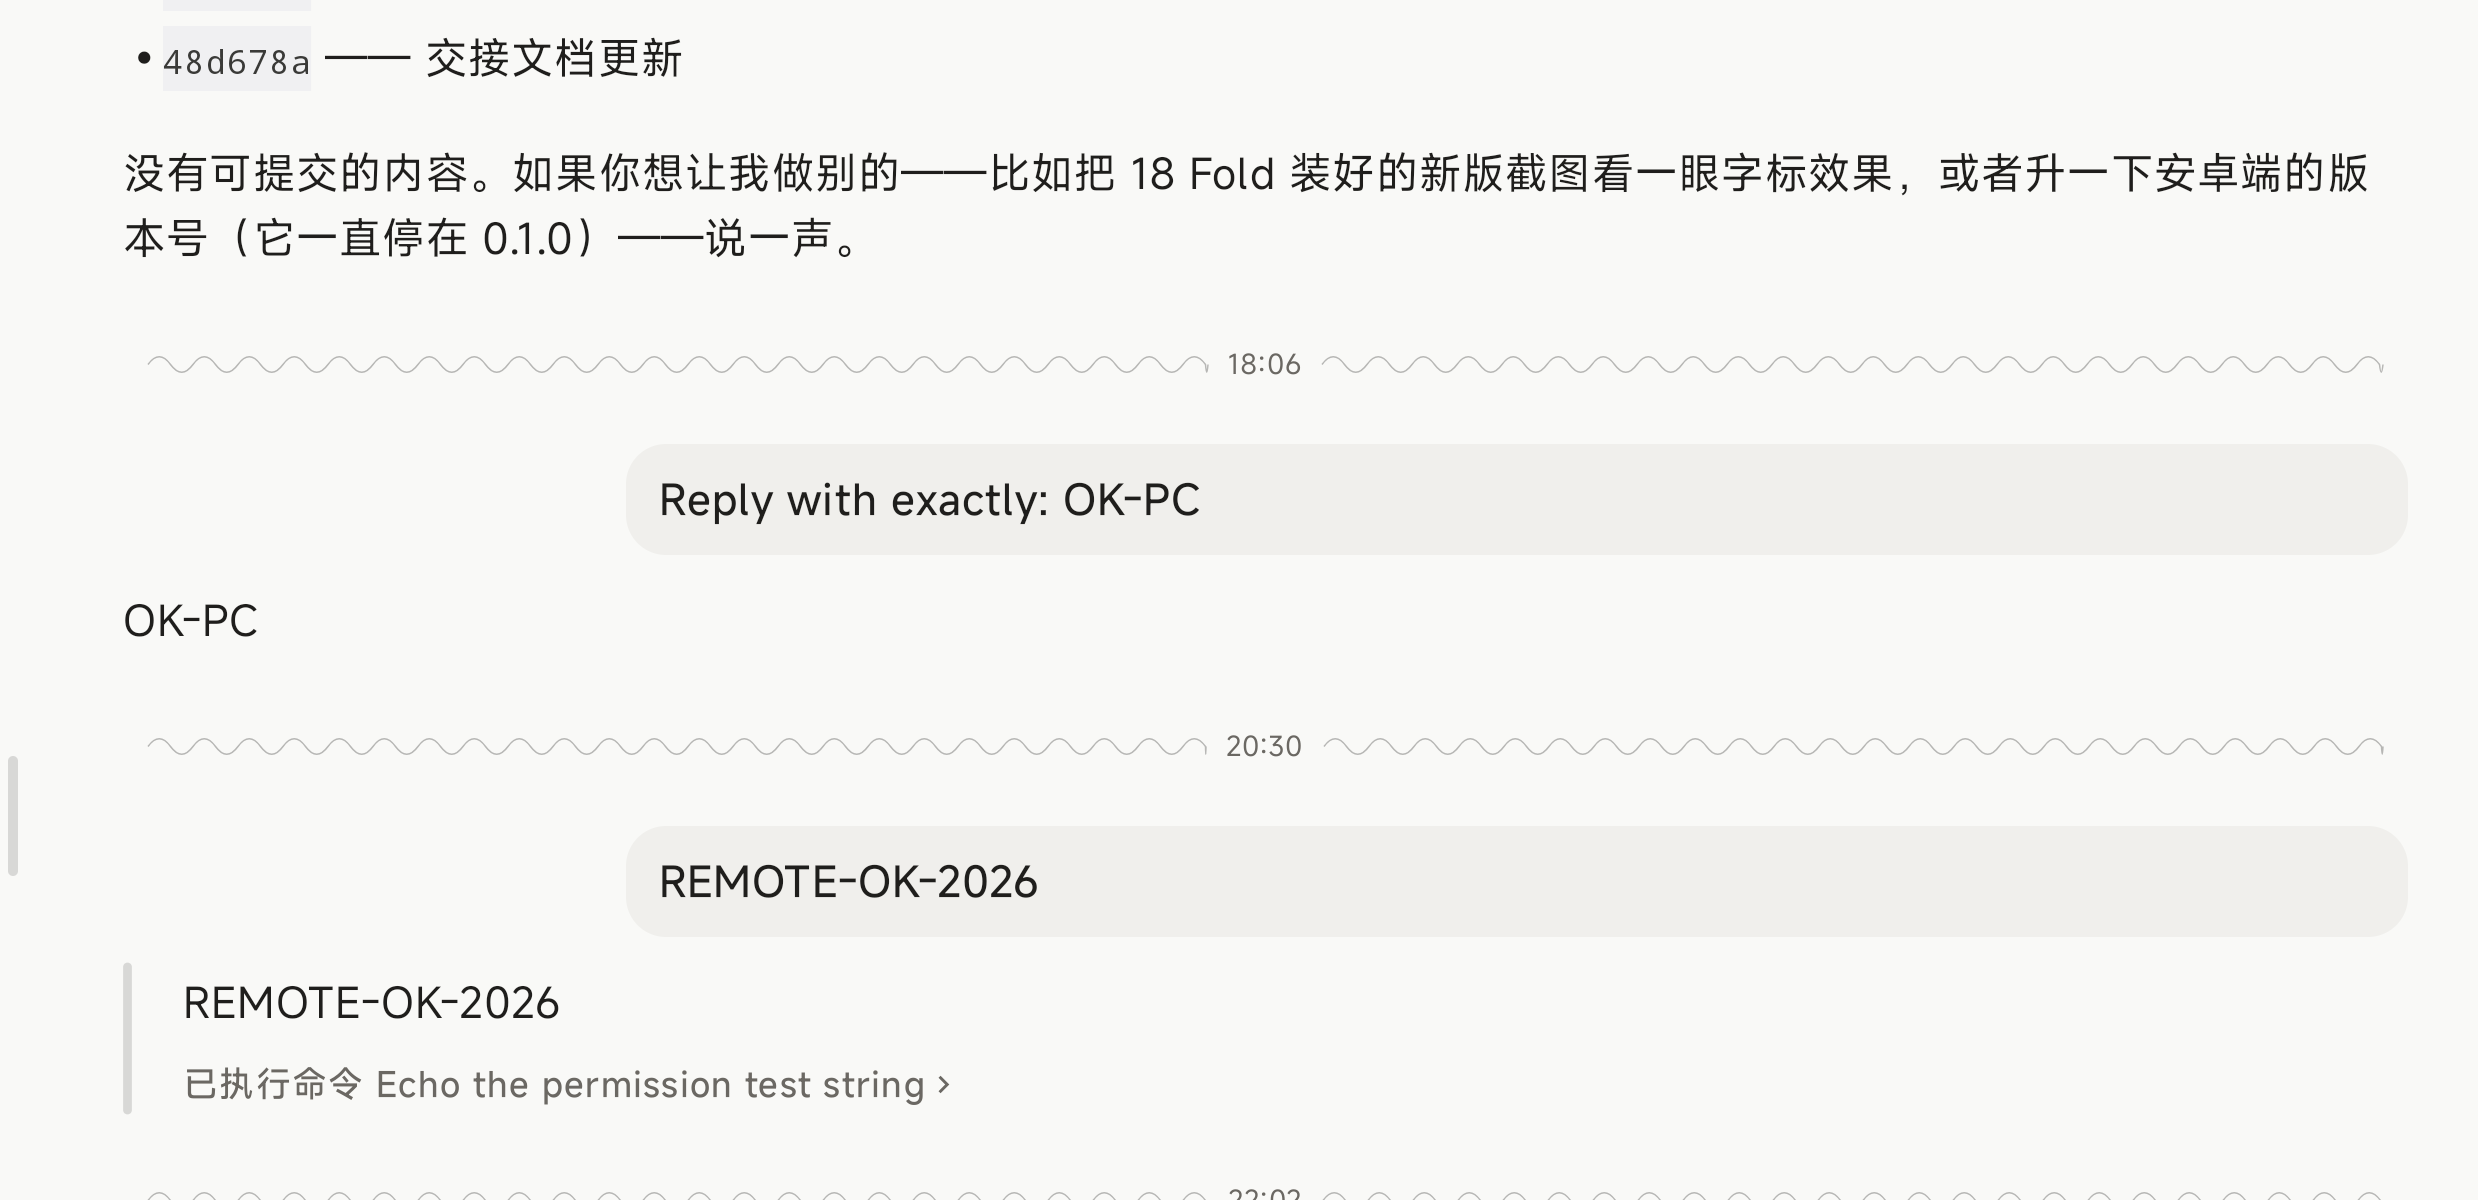 • 48d678a —— 交接文档更新
没有可提交的内容。如果你想让我做别的——比如把 18 Fold 装好的新版截图看一眼字标效果，或者升一下安卓端的版
本号（它一直停在 0.1.0）——说一声。
18:06
Reply with exactly: OK-PC
OK-PC
20:30
REMOTE-OK-2026
REMOTE-OK-2026
已执行命令 Echo the permission test string ›
22:02